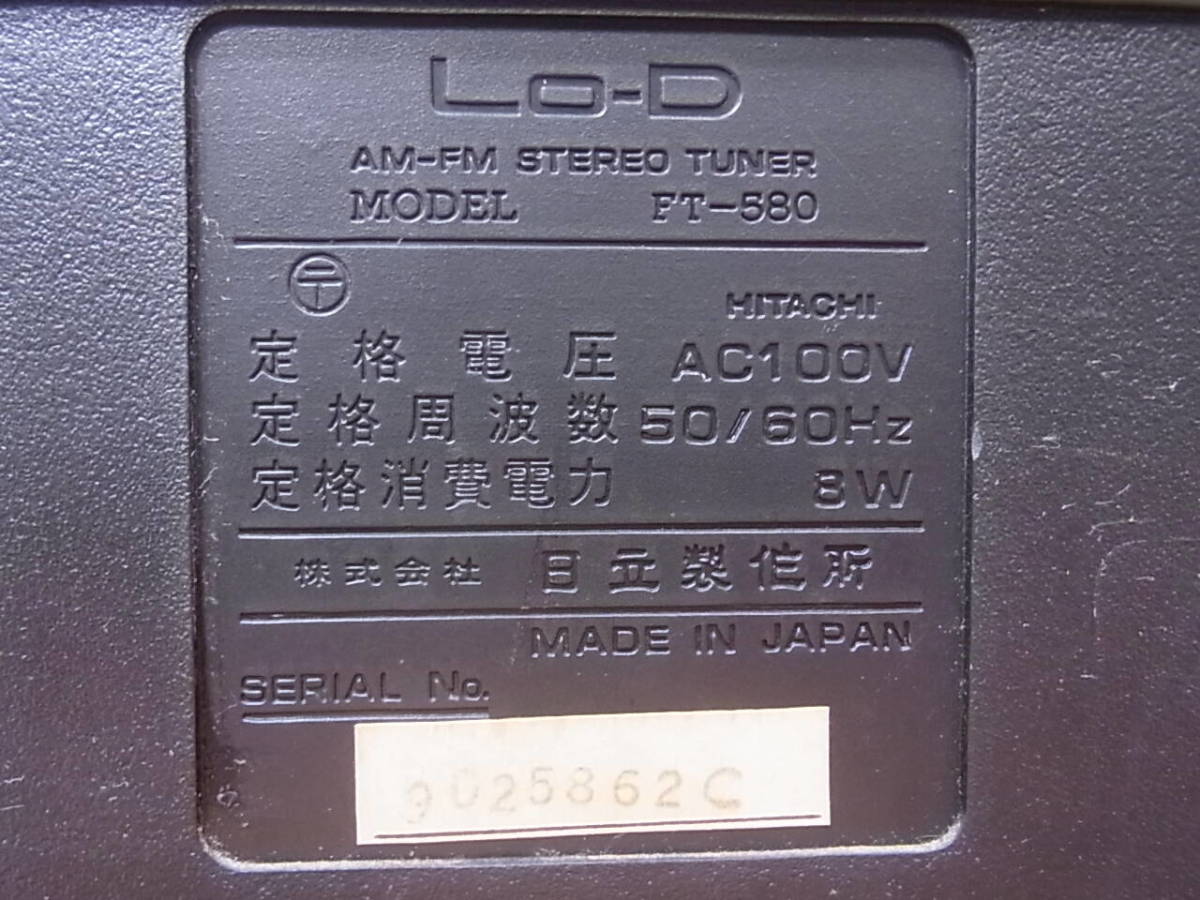 Lo-D
AM-FM STEREO TUNER
MODEL FT-580
HITACHI
定格電圧 AC100V
定格周波数 50/60Hz
定格消費電力 8W
株式会社 日立製作所
MADE IN JAPAN
SERIAL No.
9025862C